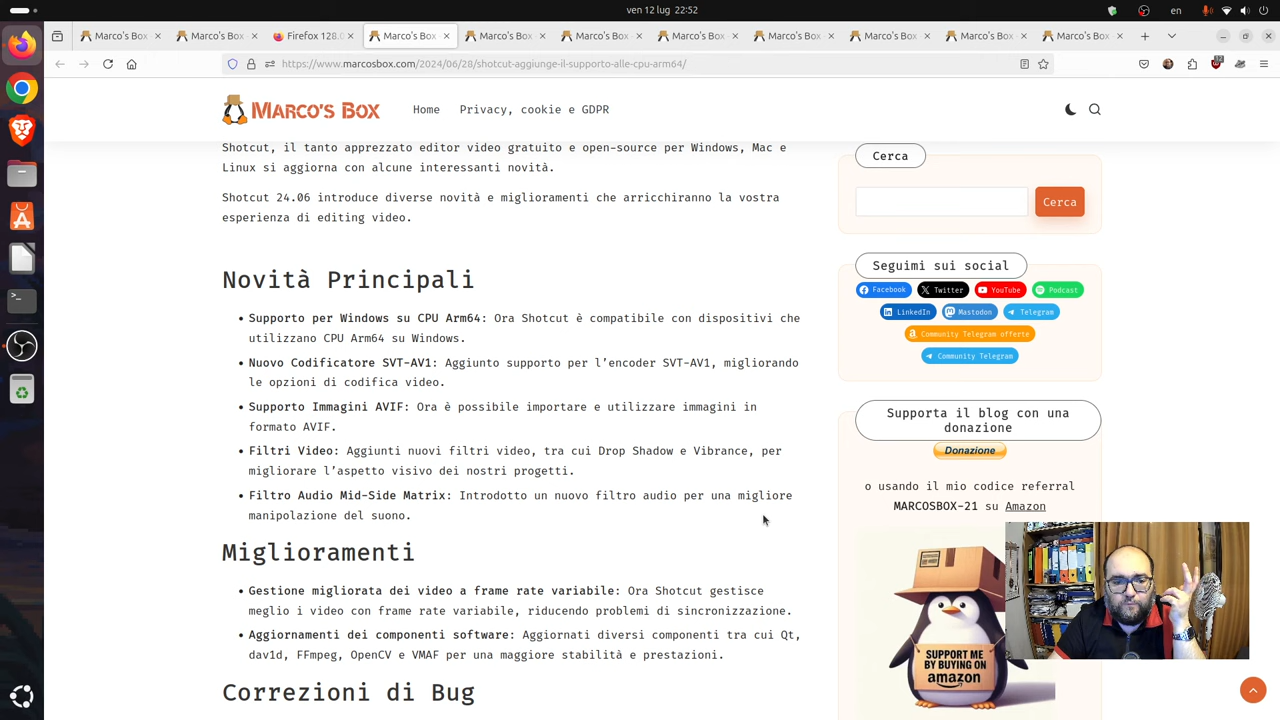 ven 12 lug 22:52
en
Marco's Box
Marco's Box
Firefox 128.0
Marco's Box
Marco's Box
Marco's Box
Marco's Box
Marco's Box
Marco's Box
Marco's Box
Marco's Box
https://www.marcosbox.com/2024/06/28/shotcut-aggiunge-il-supporto-alle-cpu-arm64/
MARCO'S BOX
Home
Privacy, cookie e GDPR
Shotcut, il tanto apprezzato editor video gratuito e open-source per Windows, Mac e
Linux si aggiorna con alcune interessanti novità.
Shotcut 24.06 introduce diverse novità e miglioramenti che arricchiranno la vostra
esperienza di editing video.
Novità Principali
• Supporto per Windows su CPU Arm64: Ora Shotcut è compatibile con dispositivi che
utilizzano CPU Arm64 su Windows.
• Nuovo Codificatore SVT-AV1: Aggiunto supporto per l'encoder SVT-AV1, migliorando
le opzioni di codifica video.
• Supporto Immagini AVIF: Ora è possibile importare e utilizzare immagini in
formato AVIF.
• Filtri Video: Aggiunti nuovi filtri video, tra cui Drop Shadow e Vibrance, per
migliorare l'aspetto visivo dei nostri progetti.
• Filtro Audio Mid-Side Matrix: Introdotto un nuovo filtro audio per una migliore
manipolazione del suono.
Miglioramenti
• Gestione migliorata dei video a frame rate variabile: Ora Shotcut gestisce
meglio i video con frame rate variabile, riducendo problemi di sincronizzazione.
• Aggiornamenti dei componenti software: Aggiornati diversi componenti tra cui Qt,
dav1d, FFmpeg, OpenCV e VMAF per una maggiore stabilità e prestazioni.
Correzioni di Bug
Cerca
Cerca
Seguimi sui social
Facebook
Twitter
YouTube
Podcast
LinkedIn
Mastodon
Telegram
Community Telegram offerte
Community Telegram
Supporta il blog con una
donazione
Donazione
o usando il mio codice referral
MARCOSBOX-21 su Amazon
SUPPORT ME
BY BUYING ON
amazon